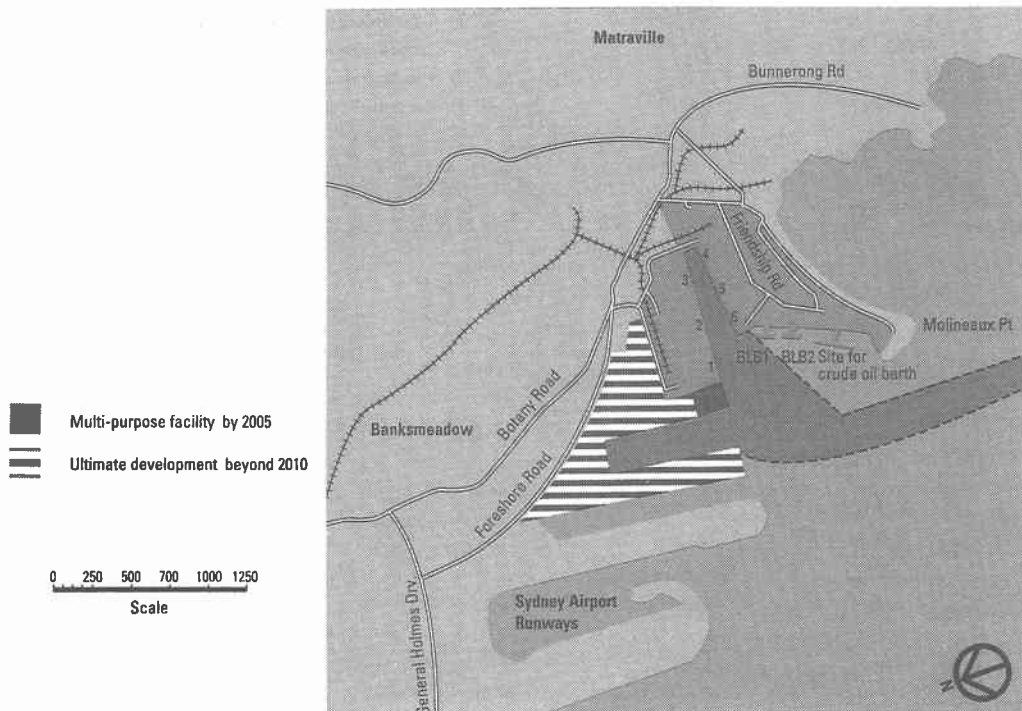 Matraville
Bunnerong Rd
Friendship Rd
4
3
5
2
6
1
Molineaux Pt
BLB1 BLB2 Site for
crude oil berth
Multi-purpose facility by 2005
Ultimate development beyond 2010
Banksmeadow
Botany Road
Foreshore Road
0 250 500 750 1000 1250
Scale
General Holmes Drv
Sydney Airport
Runways
N